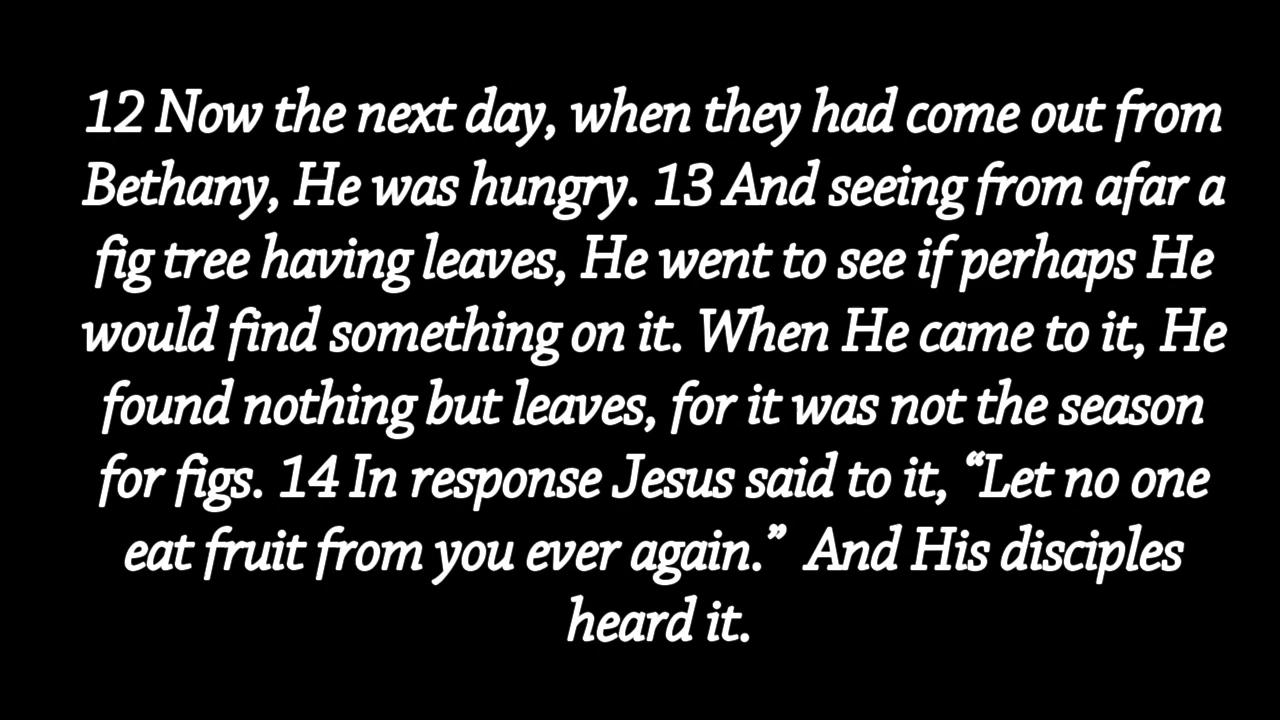 12 Now the next day, when they had come out from
Bethany, He was hungry. 13 And seeing from afar a
fig tree having leaves, He went to see if perhaps He
would find something on it. When He came to it, He
found nothing but leaves, for it was not the season
for figs. 14 In response Jesus said to it, “Let no one
eat fruit from you ever again.” And His disciples
heard it.